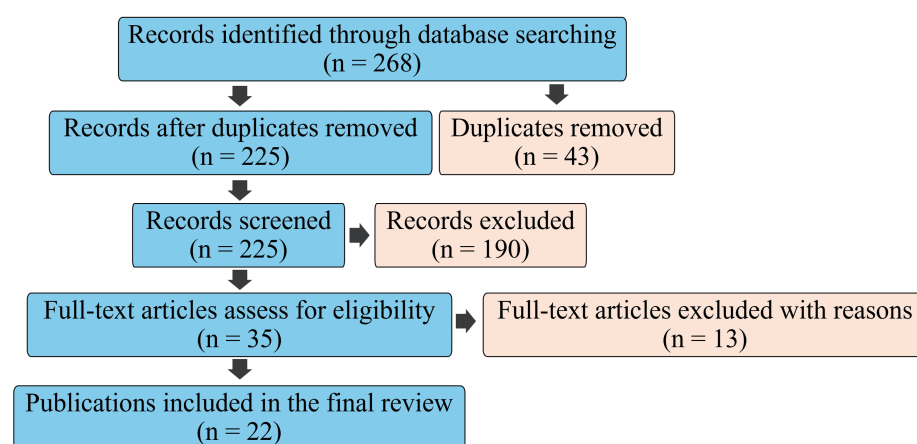 Records identified through database searching
(n = 268)
Records after duplicates removed
(n = 225)
Duplicates removed
(n = 43)
Records screened
(n = 225)
Records excluded
(n = 190)
Full-text articles assess for eligibility
(n = 35)
Full-text articles excluded with reasons
(n = 13)
Publications included in the final review
(n = 22)